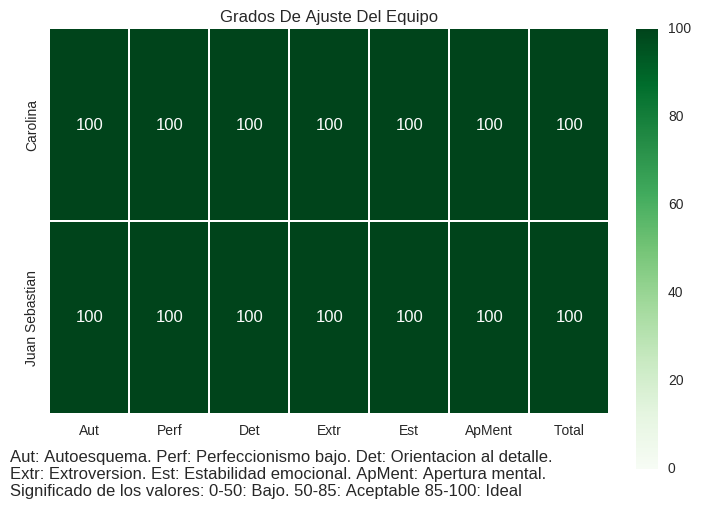 Grados De Ajuste Del Equipo
Carolina
100 100 100 100 100 100 100
Juan Sebastian
100 100 100 100 100 100 100
Aut Perf Det Extr Est ApMent Total
100
80
60
40
20
0
Aut: Autoesquema. Perf: Perfeccionismo bajo. Det: Orientacion al detalle.
Extr: Extroversion. Est: Estabilidad emocional. ApMent: Apertura mental.
Significado de los valores: 0-50: Bajo. 50-85: Aceptable 85-100: Ideal